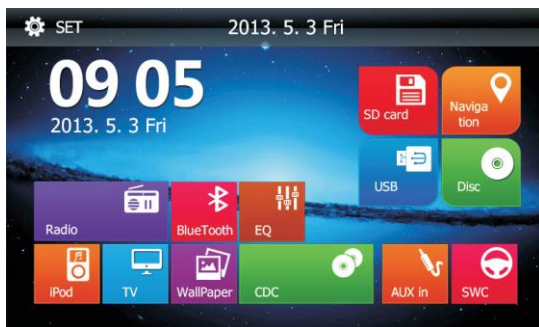 SET
2013. 5. 3 Fri
09 05
2013. 5. 3 Fri
SD card
Naviga
tion
USB
Disc
Radio
BlueTooth
EQ
iPod
TV
WallPaper
CDC
AUX in
SWC